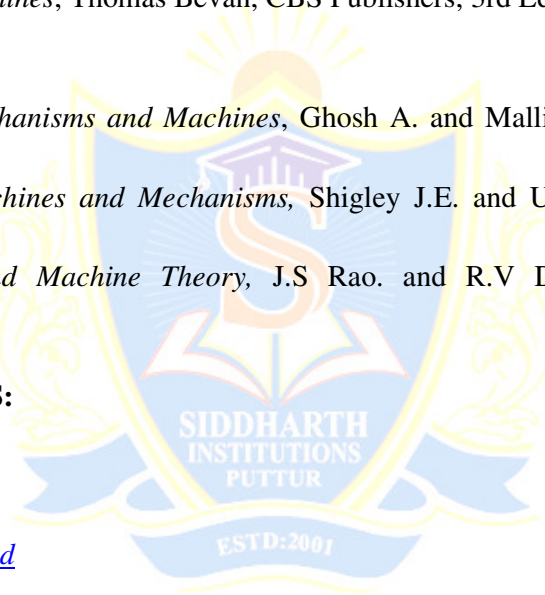 hines, Thomas Bevan, CBS Publishers, 3rd Ed
hanisms and Machines, Ghosh A. and Malli
chines and Mechanisms, Shigley J.E. and U
nd Machine Theory, J.S Rao. and R.V D
S:
SIDDHARTH
INSTITUTIONS
PUTTUR
ESTD:2001
d